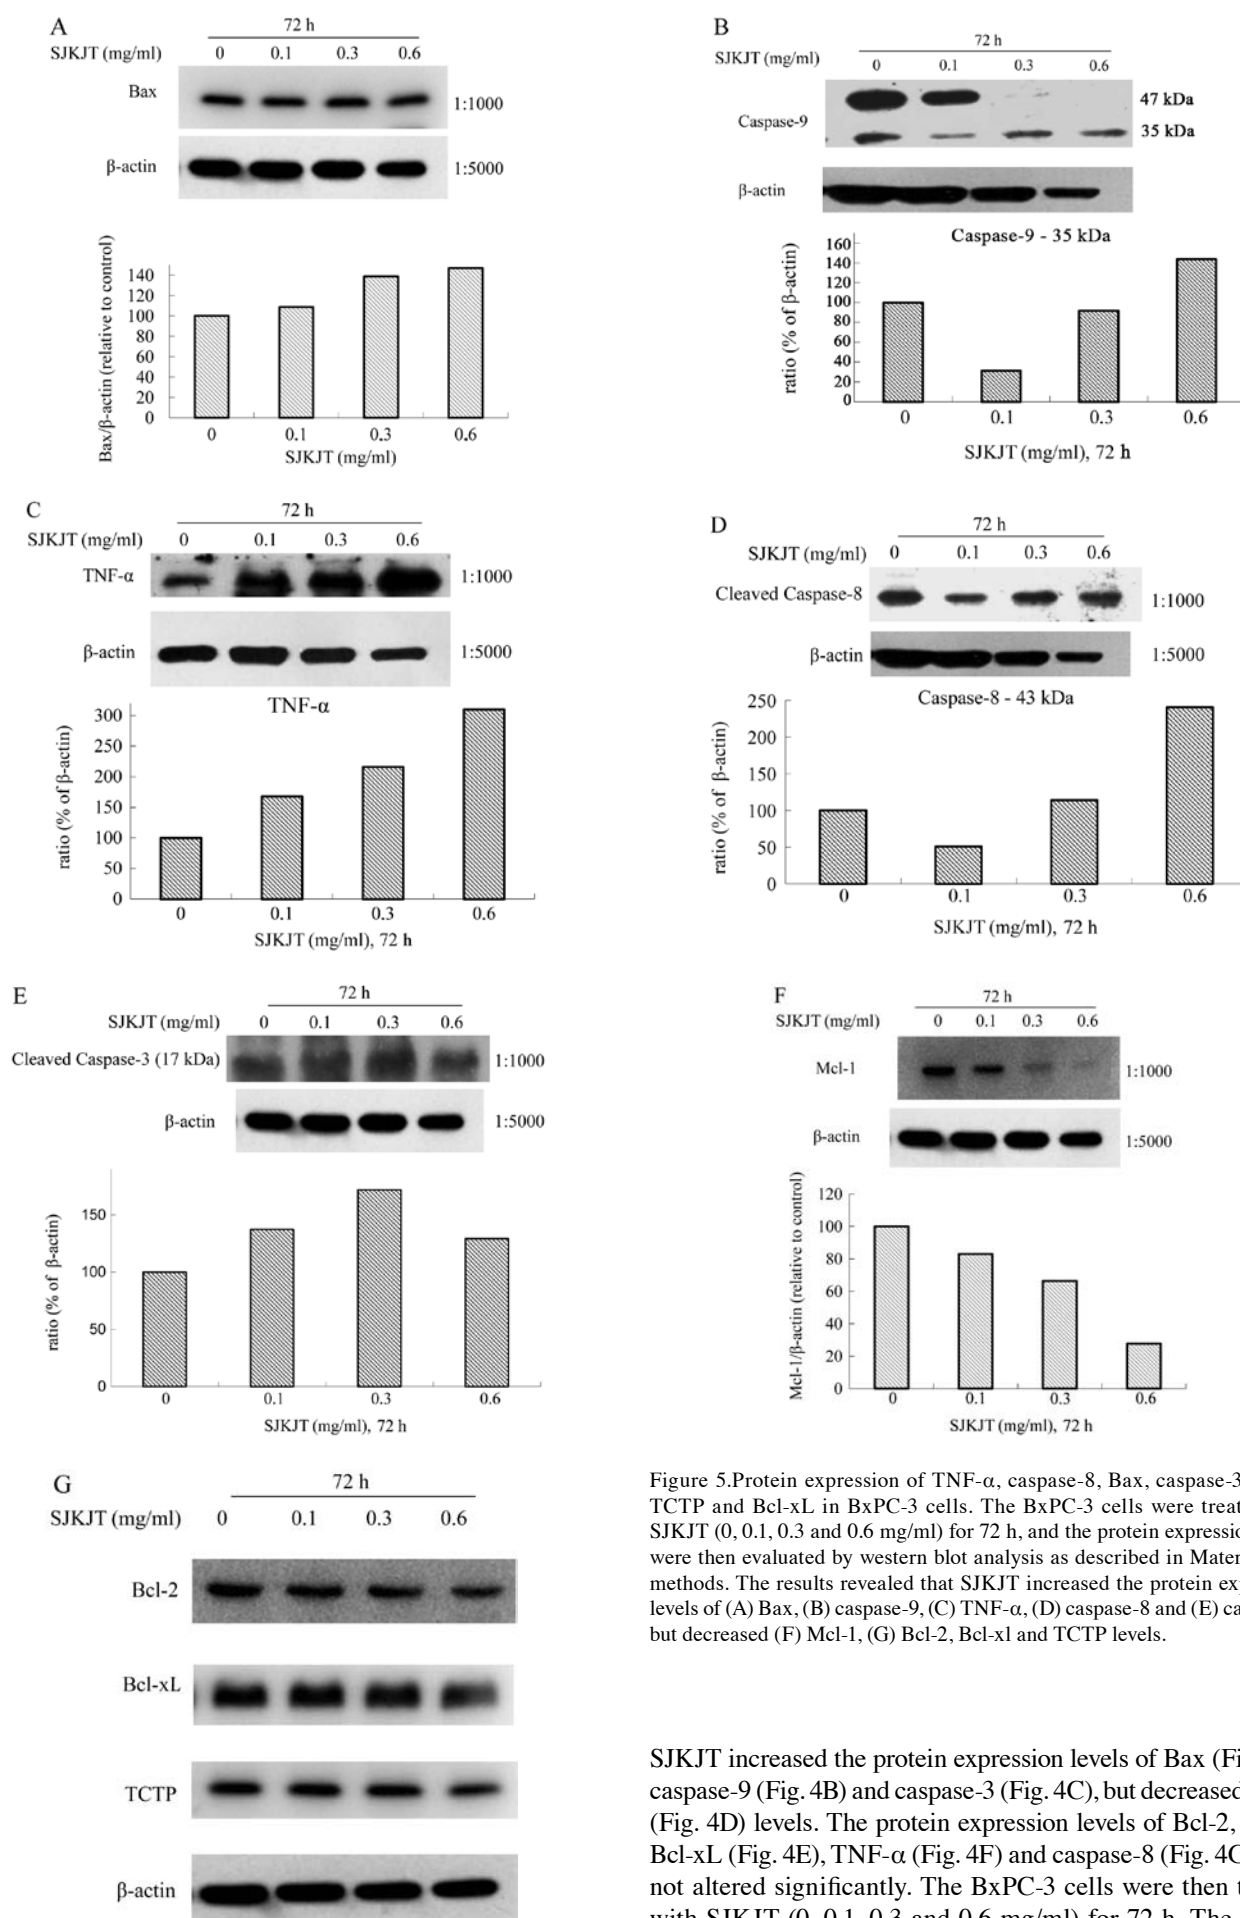 A
72 h
SJKJT (mg/ml) 0 0.1 0.3 0.6
Bax 1:1000
β-actin 1:5000
Bax/β-actin (relative to control)
140
120
100
80
60
40
20
0
0 0.1 0.3 0.6
SJKJT (mg/ml)
B
72 h
SJKJT (mg/ml) 0 0.1 0.3 0.6
Caspase-9
47 kDa
35 kDa
β-actin
Caspase-9 - 35 kDa
ratio (% of β-actin)
160
140
120
100
80
60
40
20
0
0 0.1 0.3 0.6
SJKJT (mg/ml), 72 h
C
72 h
SJKJT (mg/ml) 0 0.1 0.3 0.6
TNF-α 1:1000
β-actin 1:5000
TNF-α
ratio (% of β-actin)
300
250
200
150
100
50
0
0 0.1 0.3 0.6
SJKJT (mg/ml), 72 h
D
72 h
SJKJT (mg/ml) 0 0.1 0.3 0.6
Cleaved Caspase-8 1:1000
β-actin 1:5000
Caspase-8 - 43 kDa
ratio (% of β-actin)
250
200
150
100
50
0
0 0.1 0.3 0.6
SJKJT (mg/ml), 72 h
E
72 h
SJKJT (mg/ml) 0 0.1 0.3 0.6
Cleaved Caspase-3 (17 kDa) 1:1000
β-actin 1:5000
ratio (% of β-actin)
150
100
50
0
0 0.1 0.3 0.6
SJKJT (mg/ml), 72 h
F
72 h
SJKJT (mg/ml) 0 0.1 0.3 0.6
Mcl-1 1:1000
β-actin 1:5000
Mcl-1/β-actin (relative to control)
120
100
80
60
40
20
0
0 0.1 0.3 0.6
SJKJT (mg/ml), 72 h
G
72 h
SJKJT (mg/ml) 0 0.1 0.3 0.6
Bcl-2
Bcl-xL
TCTP
β-actin
Figure 5.Protein expression of TNF-α, caspase-8, Bax, caspase-3
TCTP and Bcl-xL in BxPC-3 cells. The BxPC-3 cells were treat
SJKJT (0, 0.1, 0.3 and 0.6 mg/ml) for 72 h, and the protein expressio
were then evaluated by western blot analysis as described in Mater
methods. The results revealed that SJKJT increased the protein exp
levels of (A) Bax, (B) caspase-9, (C) TNF-α, (D) caspase-8 and (E) ca
but decreased (F) Mcl-1, (G) Bcl-2, Bcl-xl and TCTP levels.
SJKJT increased the protein expression levels of Bax (Fi
caspase-9 (Fig. 4B) and caspase-3 (Fig. 4C), but decreased
(Fig. 4D) levels. The protein expression levels of Bcl-2,
Bcl-xL (Fig. 4E), TNF-α (Fig. 4F) and caspase-8 (Fig. 4G
not altered significantly. The BxPC-3 cells were then t
with SJKJT (0, 0.1, 0.3 and 0.6 mg/ml) for 72 h. The